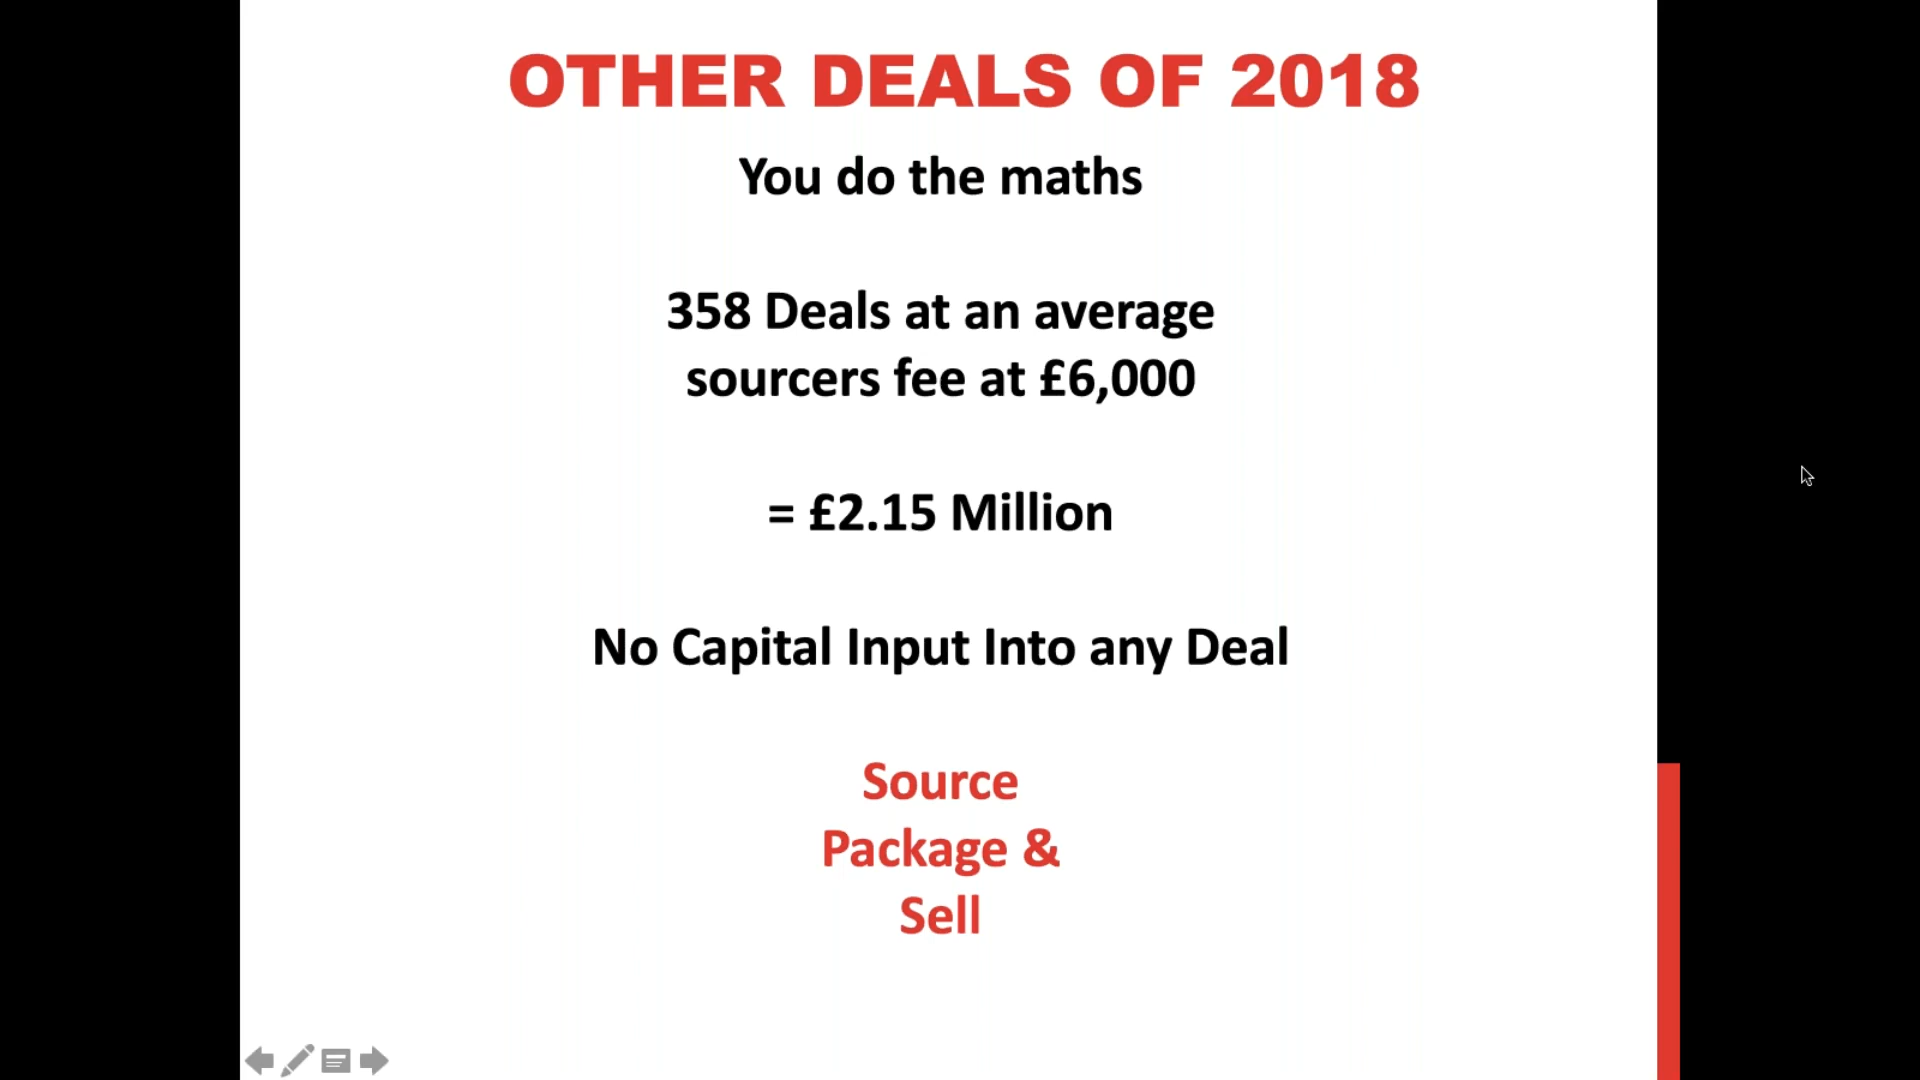 OTHER DEALS OF 2018
You do the maths
358 Deals at an average
sourcers fee at £6,000
= £2.15 Million
No Capital Input Into any Deal
Source
Package &
Sell